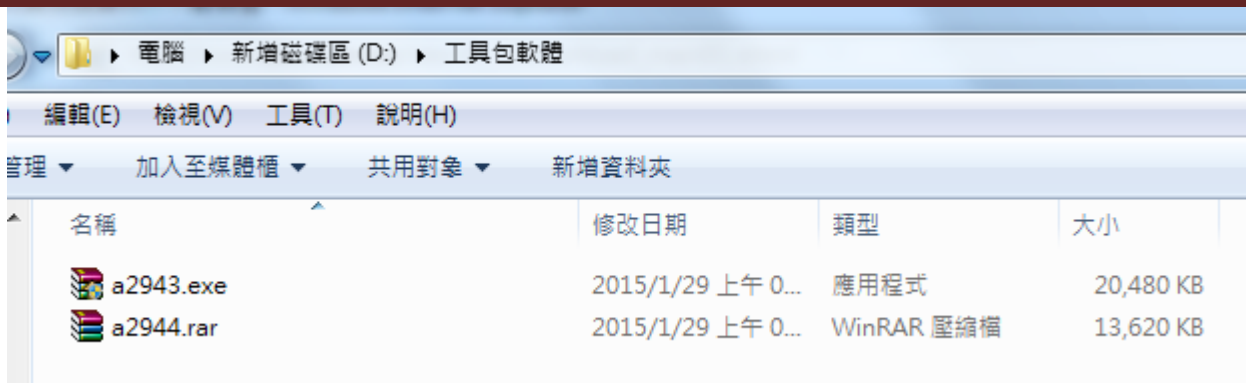 電腦 新增磁碟區 (D:) 工具包軟體
編輯(E) 檢視(V) 工具(T) 說明(H)
管理 加入至媒體櫃 共用對象 新增資料夾
名稱 修改日期 類型 大小
a2943.exe 2015/1/29 上午 0... 應用程式 20,480 KB
a2944.rar 2015/1/29 上午 0... WinRAR 壓縮檔 13,620 KB